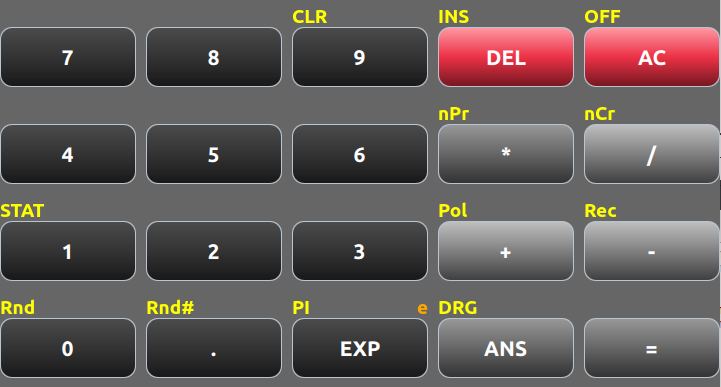 CLR INS OFF
7 8 9 DEL AC
nPr nCr
4 5 6 * /
STAT Pol Rec
1 2 3 + -
Rnd Rnd# PI e DRG
0 . EXP ANS =